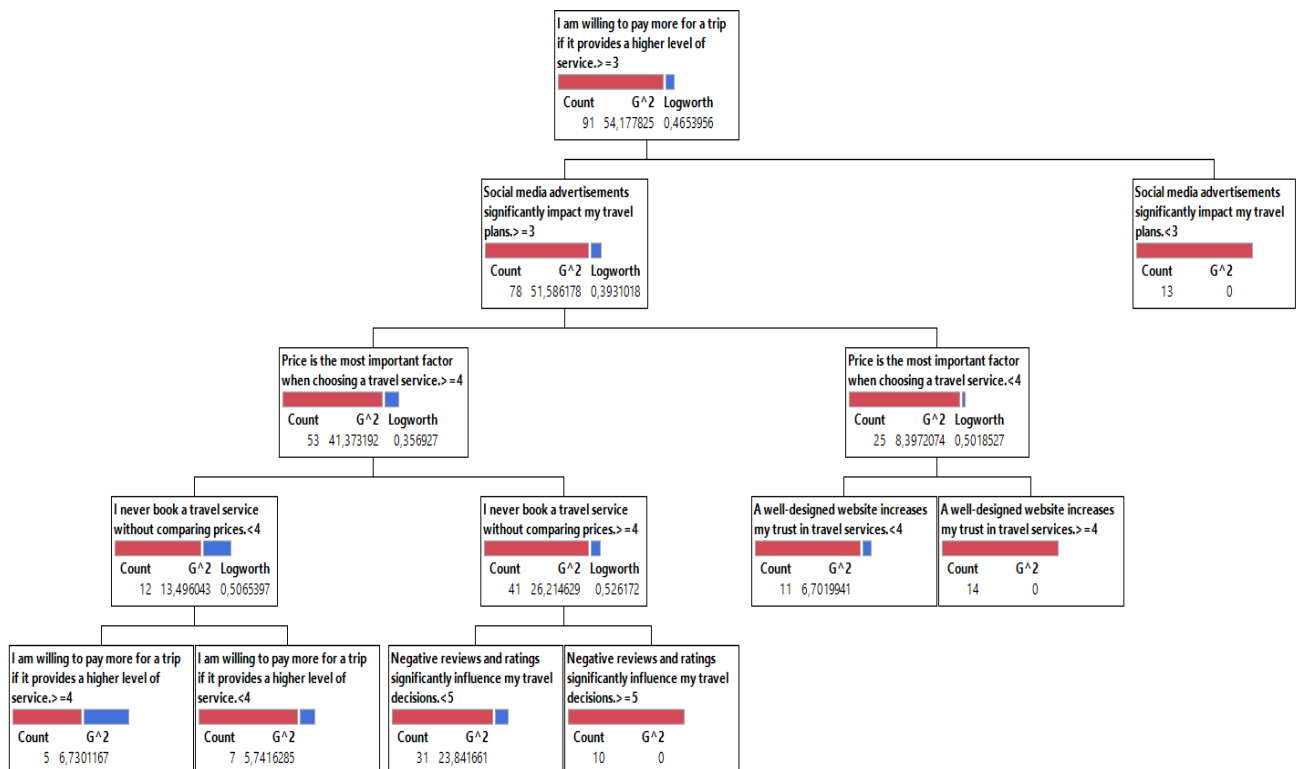 I am willing to pay more for a trip
if it provides a higher level of
service.>=3
Count G^2 Logworth
91 54,177825 0,4653956
Social media advertisements
significantly impact my travel
plans.>=3
Count G^2 Logworth
78 51,586178 0,3931018
Social media advertisements
significantly impact my travel
plans.<3
Count G^2
13 0
Price is the most important factor
when choosing a travel service.>=4
Count G^2 Logworth
53 41,373192 0,356927
Price is the most important factor
when choosing a travel service.<4
Count G^2 Logworth
25 8,3972074 0,5018527
I never book a travel service
without comparing prices.<4
Count G^2 Logworth
12 13,496043 0,5065397
I never book a travel service
without comparing prices.>=4
Count G^2 Logworth
41 26,214629 0,526172
A well-designed website increases
my trust in travel services.<4
Count G^2
11 6,7019941
A well-designed website increases
my trust in travel services.>=4
Count G^2
14 0
I am willing to pay more for a trip
if it provides a higher level of
service.>=4
Count G^2
5 6,7301167
I am willing to pay more for a trip
if it provides a higher level of
service.<4
Count G^2
7 5,7416285
Negative reviews and ratings
significantly influence my travel
decisions.<5
Count G^2
31 23,841661
Negative reviews and ratings
significantly influence my travel
decisions.>=5
Count G^2
10 0